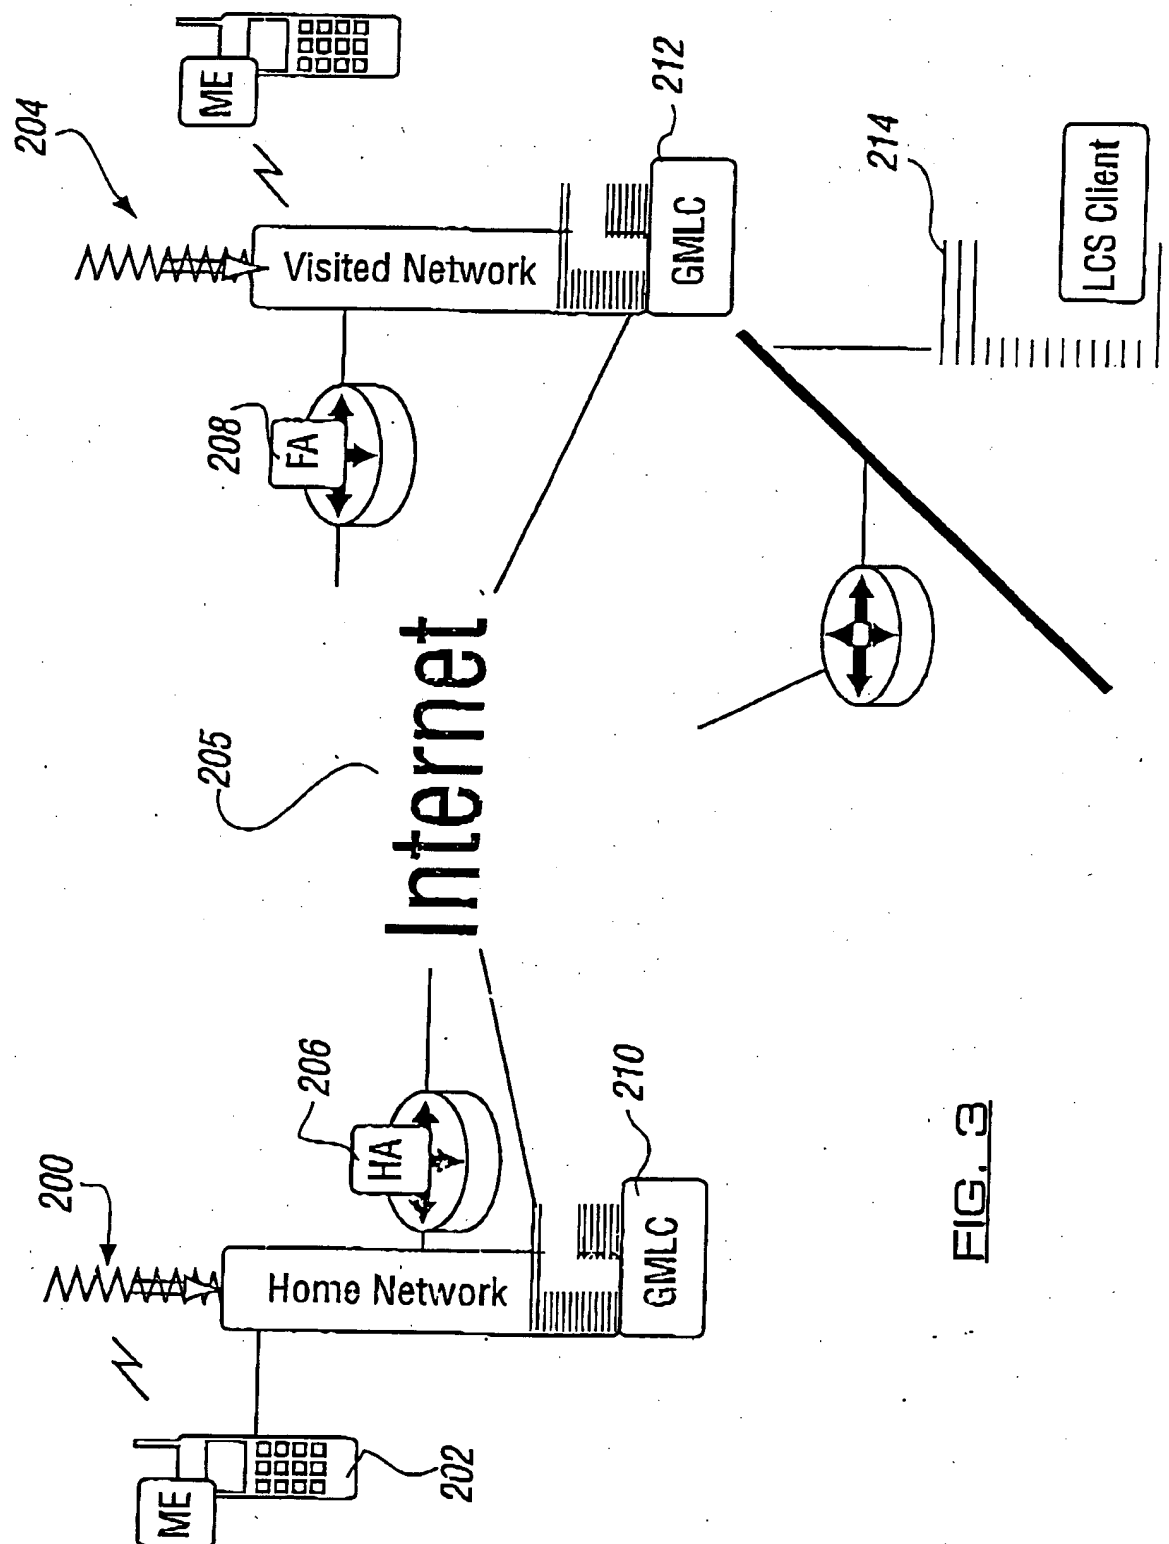 200
204
ME
202
Home Network
206
HA
GMLC
210
205
Internet
208
FA
Visited Network
ME
GMLC
212
214
LCS Client
FIG. 3